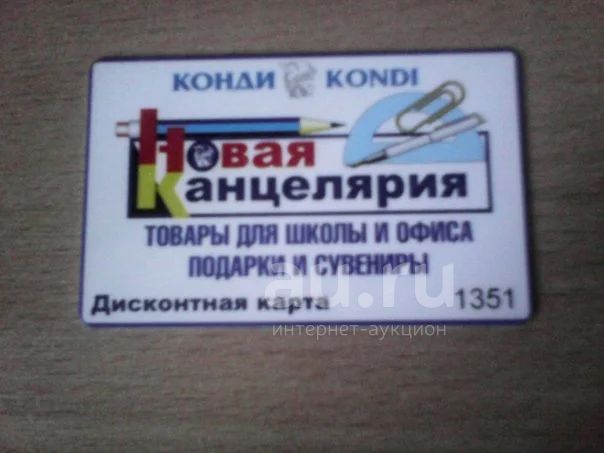 КОНДИ KONDI
Новая
Канцелярия
ТОВАРЫ ДЛЯ ШКОЛЫ И ОФИСА
ПОДАРКИ И СУВЕНИРЫ
au.ru
Дисконтная карта 1351
интернет-аукцион